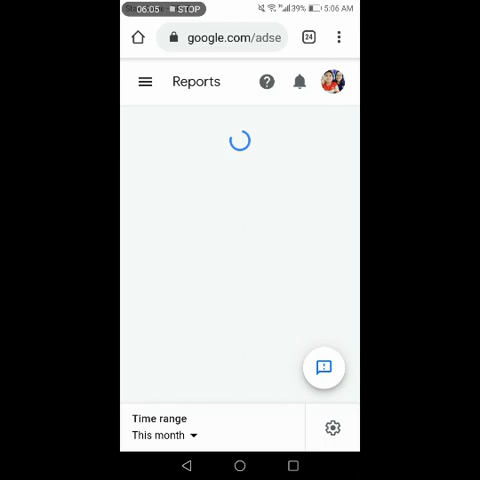 06:05 STOP 39% 5:06 AM
google.com/adse 24
Reports
Time range
This month